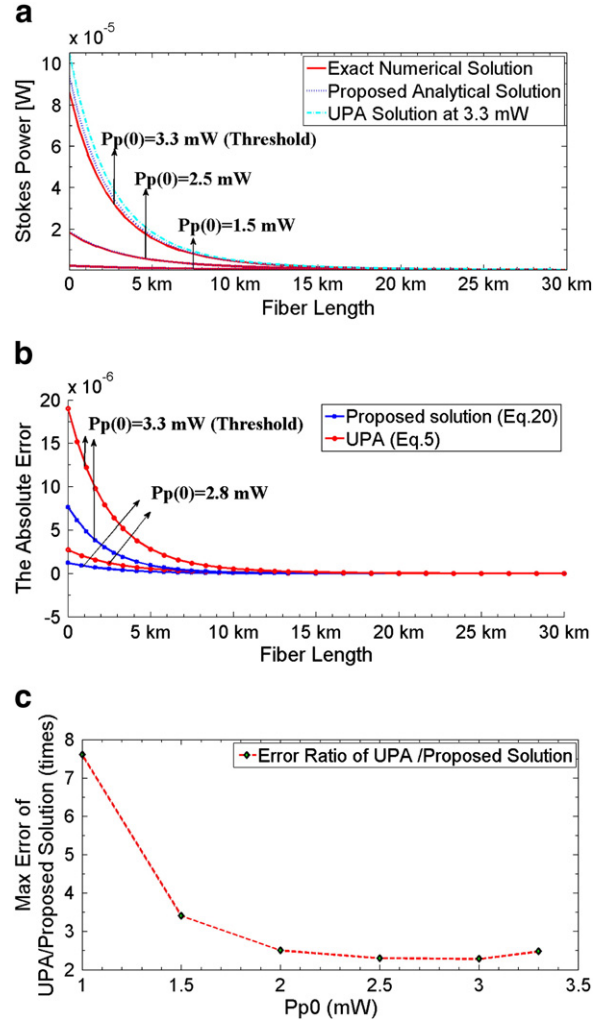 a
x 10⁻⁵
Stokes Power [W]
10
8
6
4
2
Exact Numerical Solution
Proposed Analytical Solution
UPA Solution at 3.3 mW
Pp(0)=3.3 mW (Threshold)
Pp(0)=2.5 mW
Pp(0)=1.5 mW
0 5 km 10 km 15 km 20 km 25 km 30 km
Fiber Length
b
x 10⁻⁶
The Absolute Error
20
15
10
5
0
-5
Proposed solution (Eq.20)
UPA (Eq.5)
Pp(0)=3.3 mW (Threshold)
Pp(0)=2.8 mW
0 5 km 10 km 15 km 20 km 25 km 30 km
Fiber Length
c
Max Error of
UPA/Proposed Solution (times)
8
7
6
5
4
3
2
Error Ratio of UPA /Proposed Solution
1 1.5 2 2.5 3 3.5
Pp0 (mW)